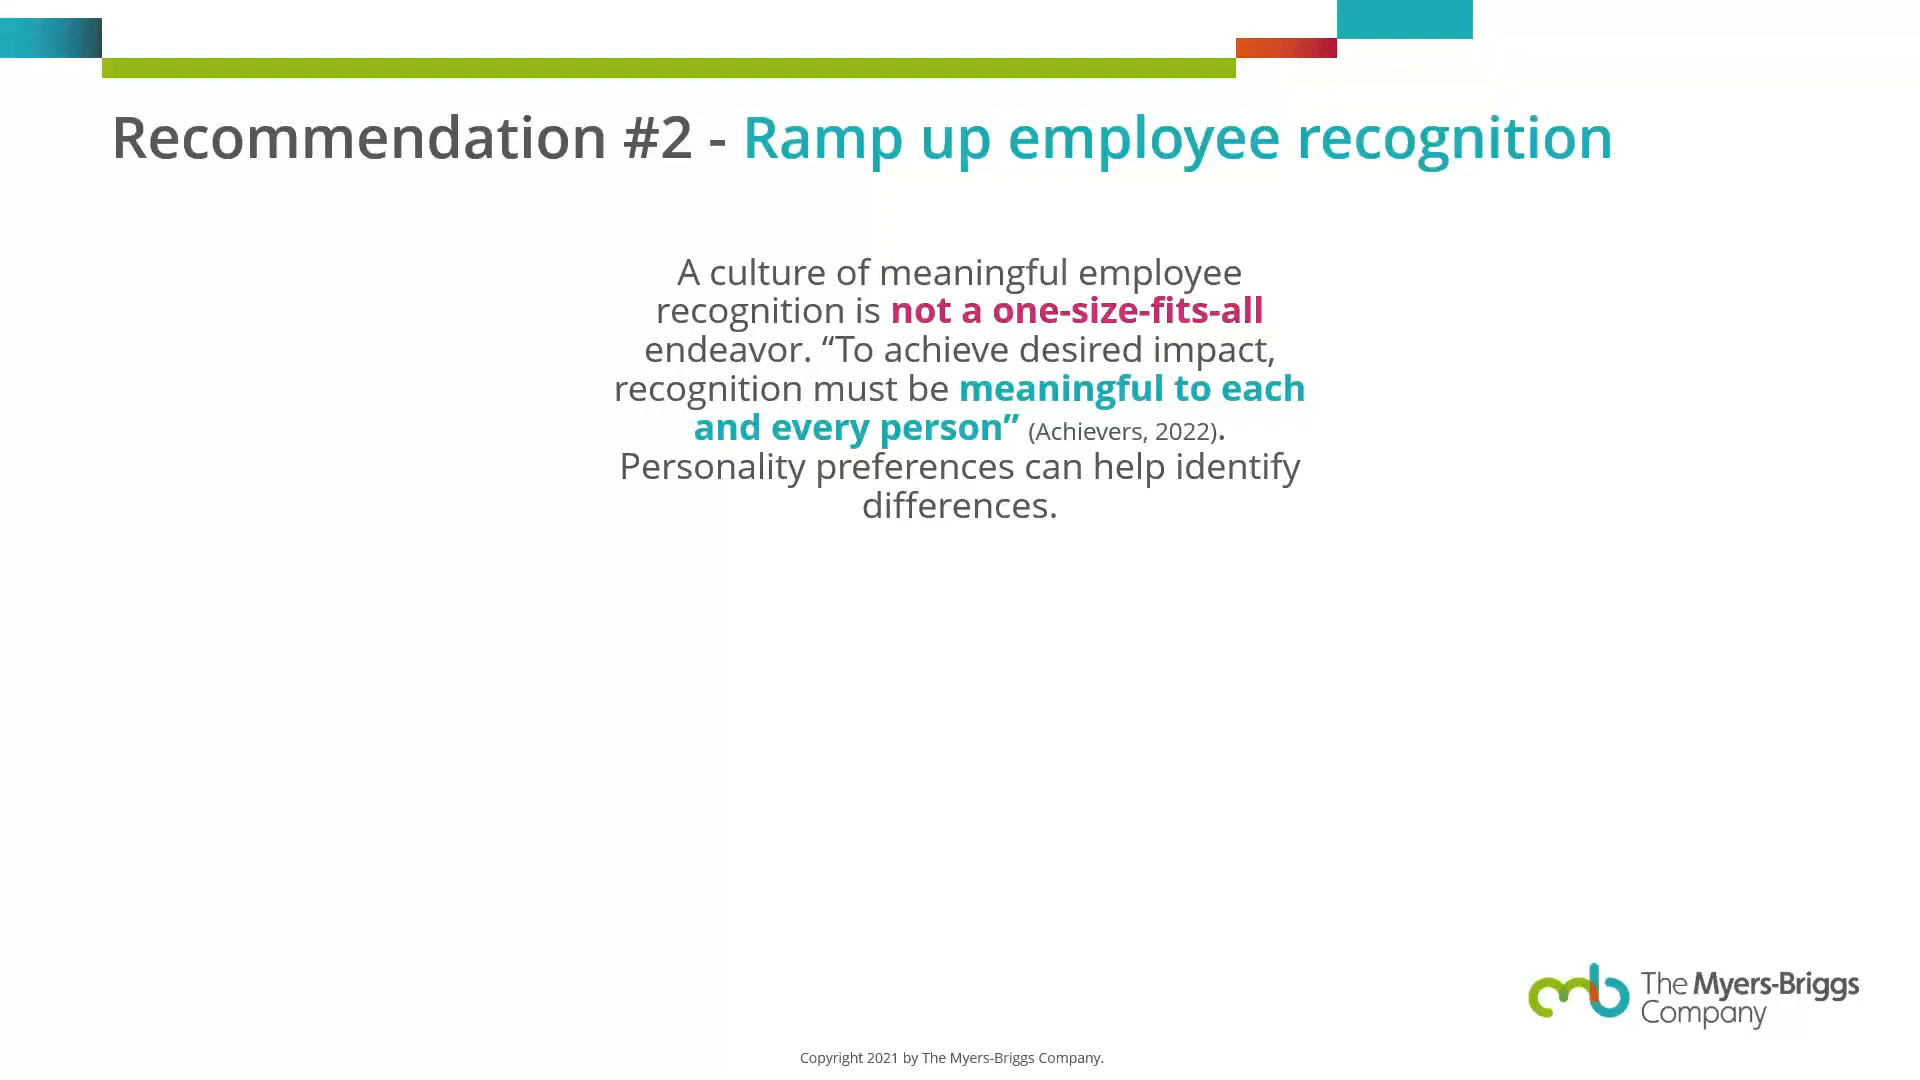 Recommendation #2 - Ramp up employee recognition
A culture of meaningful employee
recognition is not a one-size-fits-all
endeavor. “To achieve desired impact,
recognition must be meaningful to each
and every person” (Achievers, 2022).
Personality preferences can help identify
differences.
The Myers-Briggs
Company
Copyright 2021 by The Myers-Briggs Company.